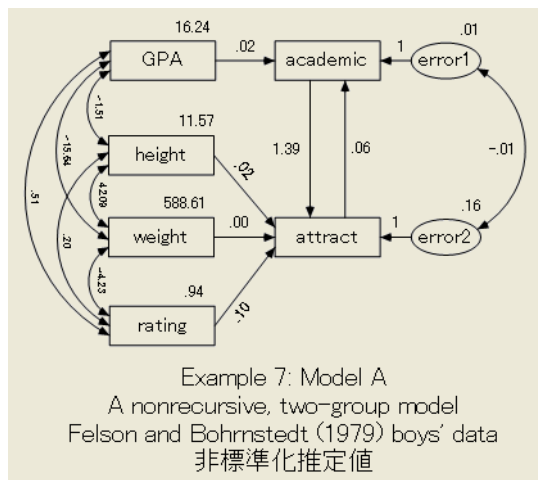 16.24
GPA
.02
academic
1
.01
error1
-1.51
11.57
height
-15.64
.51
-.02
1.39
.06
-.01
4209
588.61
weight
.00
attract
1
.16
error2
.20
-4.23
.94
rating
.10
Example 7: Model A
A nonrecursive, two-group model
Felson and Bohrnstedt (1979) boys' data
非標準化推定値